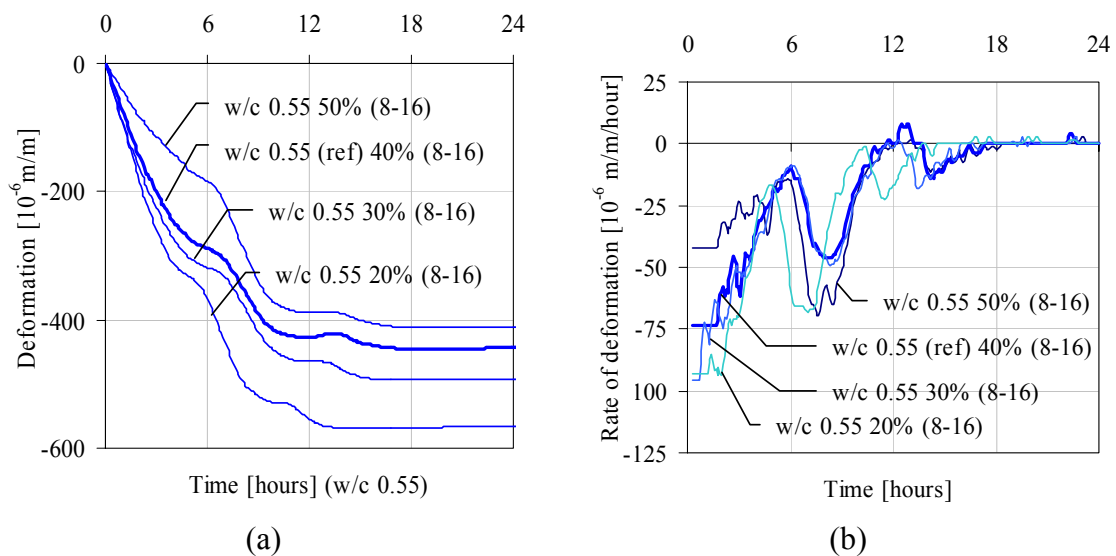 0 6 12 18 24
0
-200
-400
-600
Deformation [10-6m/m]
w/c 0.55 50% (8-16)
w/c 0.55 (ref) 40% (8-16)
w/c 0.55 30% (8-16)
w/c 0.55 20% (8-16)
Time [hours] (w/c 0.55)
(a)
0 6 12 18 24
25
0
-25
-50
-75
100
-125
Rate of deformation [10-6 m/m/hour]
w/c 0.55 50% (8-16)
w/c 0.55 (ref) 40% (8-16)
w/c 0.55 30% (8-16)
w/c 0.55 20% (8-16)
Time [hours]
(b)